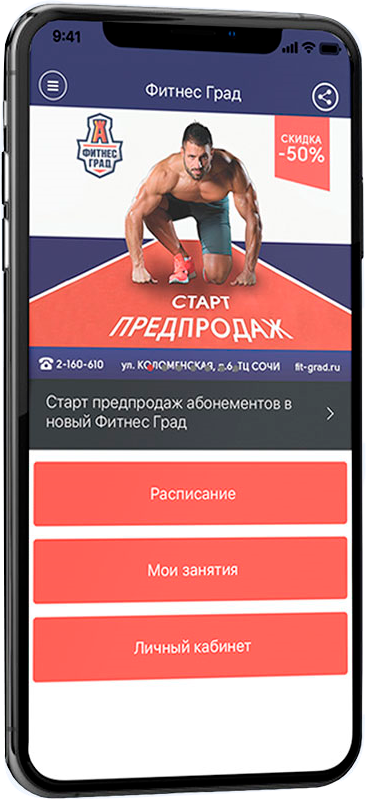 9:41
Фитнес Град
ФИТНЕС
ГРАД
СКИДКА
-50%
СТАРТ
ПРЕДПРОДАЖ
2-160-610 ул. КОЛОМЕНСКАЯ, д.6, ТЦ СОЧИ fit-grad.ru
Старт предпродаж абонементов в
новый Фитнес Град
Расписание
Мои занятия
Личный кабинет